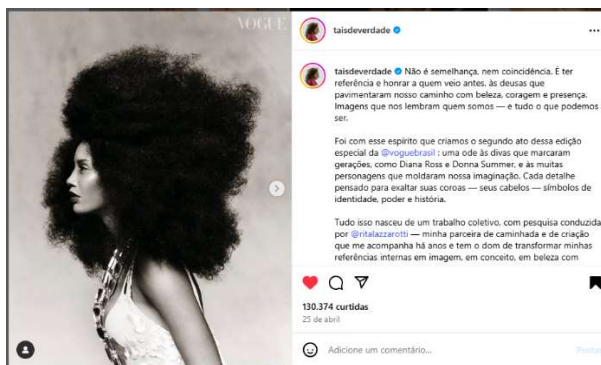 VOGUE
taisdeverdade
taisdeverdade Não é semelhança, nem coincidência. É ter
referência e honrar a quem veio antes, às deusas que
pavimentaram nosso caminho com beleza, coragem e presença.
Imagens que nos lembram quem somos — e tudo o que podemos
ser.
Foi com esse espírito que criamos o segundo ato dessa edição
especial da @voguebrasil : uma ode às divas que marcaram
gerações, como Diana Ross e Donna Summer, e às muitas
personagens que moldaram nossa imaginação. Cada detalhe
pensado para exaltar suas coroas — seus cabelos — símbolos de
identidade, poder e história.
Tudo isso nasceu de um trabalho coletivo, com pesquisa conduzida
por @ritalazzarotti — minha parceira de caminhada e de criação
que me acompanha há anos e tem o dom de transformar minhas
referências internas em imagem, em conceito, em beleza com
130.374 curtidas
25 de abril
Adicione um comentário...
Postar